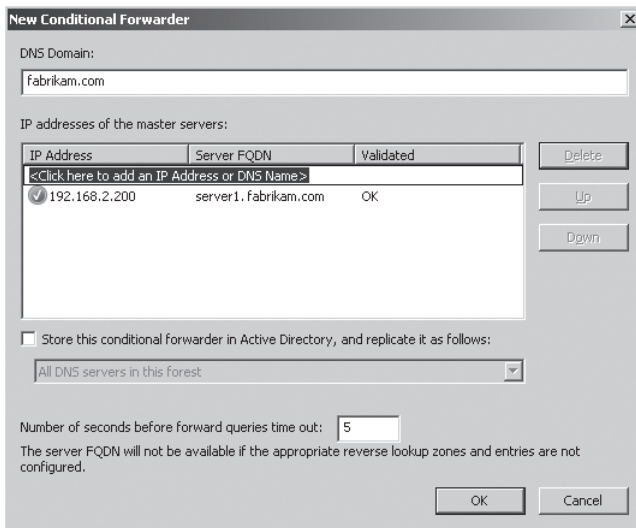 New Conditional Forwarder
DNS Domain:
fabrikam.com
IP addresses of the master servers:
IP Address Server FQDN Validated
<Click here to add an IP Address or DNS Name>
192.168.2.200 server1.fabrikam.com OK
Delete
Up
Down
Store this conditional forwarder in Active Directory, and replicate it as follows:
All DNS servers in this forest
Number of seconds before forward queries time out: 5
The server FQDN will not be available if the appropriate reverse lookup zones and entries are not
configured.
OK Cancel